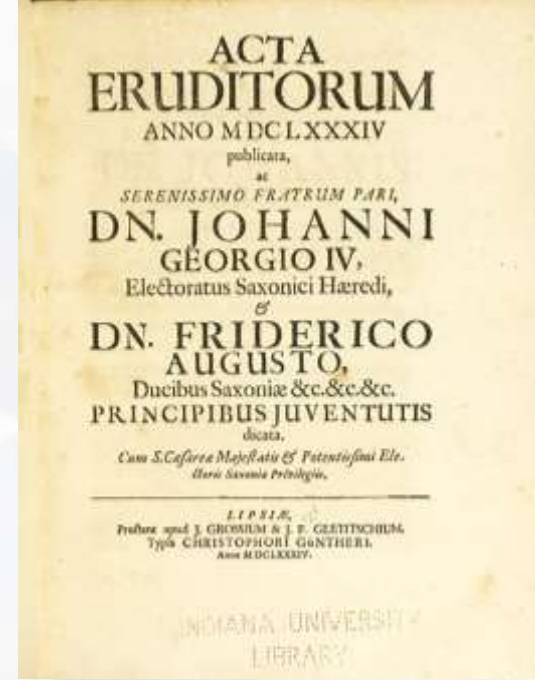 ACTA
ERUDITORUM
ANNO MDCLXXXIV
publicata,
ac
SERENISSIMO FRATRUM PARI,
DN. JOHANNI
GEORGIO IV,
Electoratus Saxonici Hæredi,
&
DN. FRIDERICO
AUGUSTO,
Ducibus Saxoniæ &c.&c.&c.
PRINCIPIBUS JUVENTUTIS
dicata.
Cum S.Cæsareæ Majestatis & Potentissimi Ele-
ctoris Saxoniæ Privilegiis.
LIPSIÆ,
Prostant apud J. GROSSIUM & J. F. GLETITSCHIUM.
Typis CHRISTOPHORI GüNTHERI.
Anno MDCLXXXIV.
INDIANA UNIVERSITY
LIBRARY